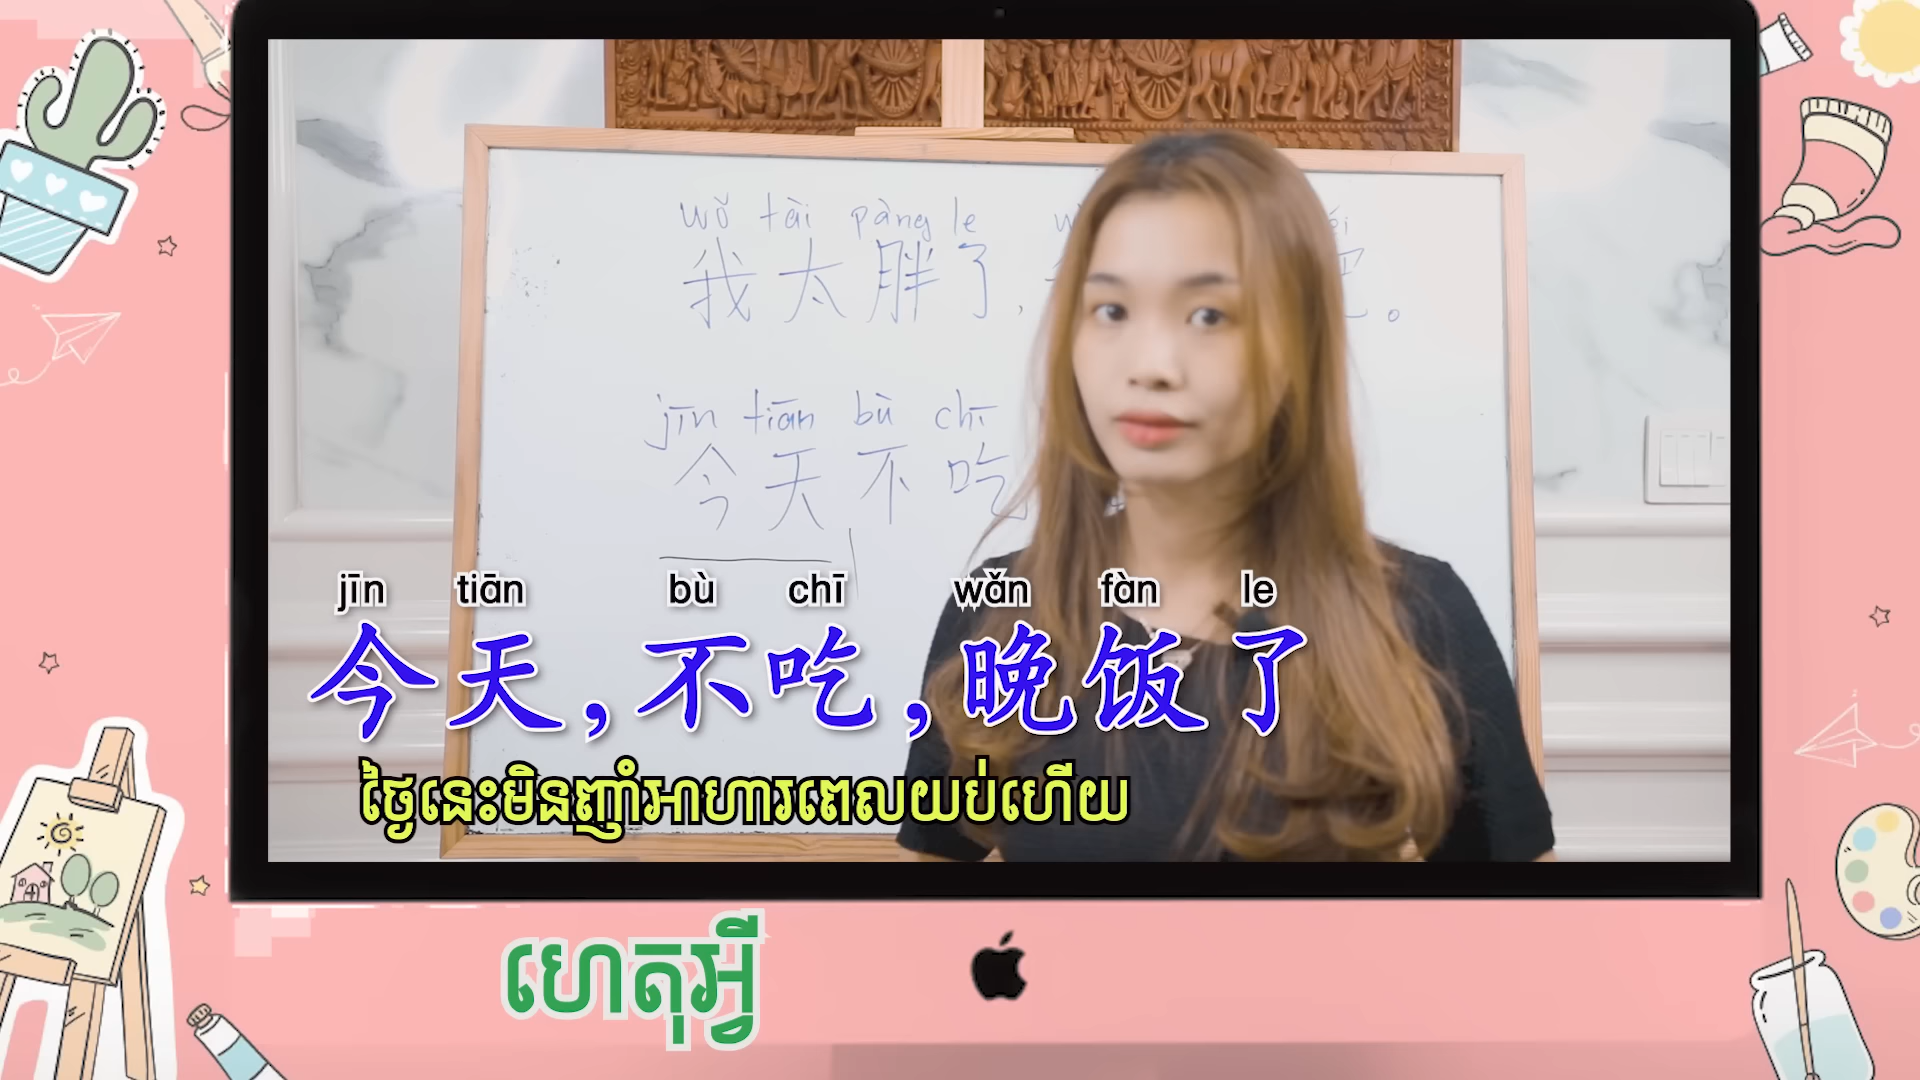 wǒ tài pàng le
我太胖了, 。
jīn tiān bù chī
今天不吃
jīn tiān bù chī wǎn fàn le
今天,不吃,晚饭了
ថ្ងៃនេះមិនញ៉ាំអាហារពេលយប់ហើយ
ហេតុអ្វី